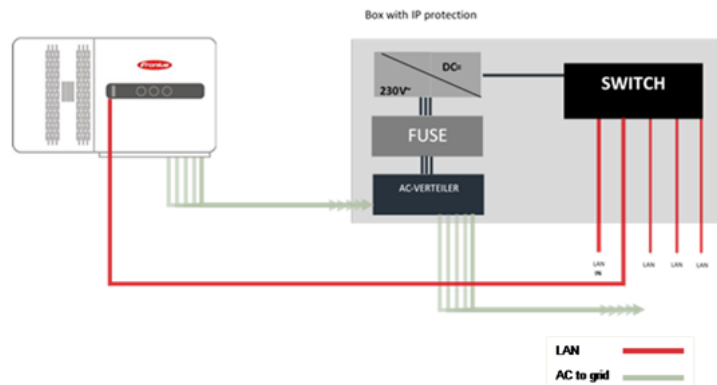 Box with IP protection
Fronius
DC=
230V~
SWITCH
FUSE
AC-VERTEILER
LAN
IN
LAN
LAN
LAN
LAN
AC to grid